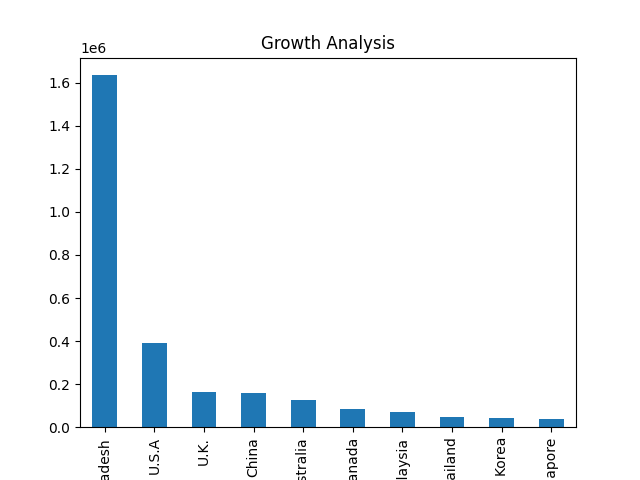 Growth Analysis
1e6
1.6
1.4
1.2
1.0
0.8
0.6
0.4
0.2
0.0
adesh
U.S.A
U.K.
China
stralia
anada
laysia
ailand
Korea
apore